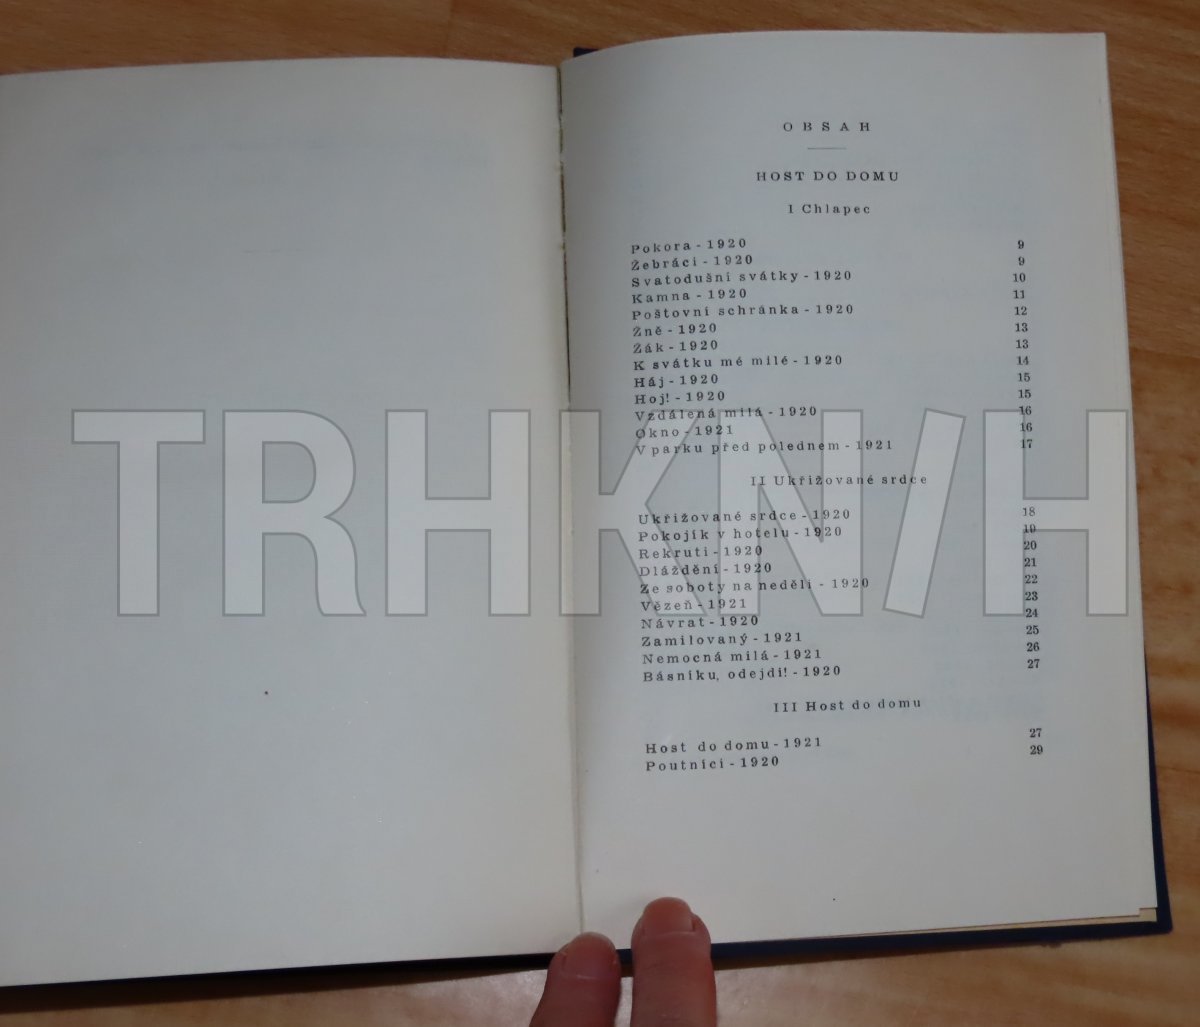 OBSAH
HOST DO DOMU
I Chlapec
Pokora - 1920 9
Žebráci - 1920 9
Svatodušní svátky - 1920 10
Kamna - 1920 11
Poštovní schránka - 1920 12
Žně - 1920 13
Žák - 1920 13
K svátku mé milé - 1920 14
Háj - 1920 15
Hoj! - 1920 15
Vzdálená milá - 1920 16
Okno - 1921 16
V parku před polednem - 1921 17
II Ukřižované srdce
Ukřižované srdce - 1920 18
Pokojík v hotelu - 1920 19
Rekruti - 1920 20
Dláždění - 1920 21
Ze soboty na neděli - 1920 22
Vězeň - 1921 23
Návrat - 1920 24
Zamilovaný - 1921 25
Nemocná milá - 1921 26
Básníku, odejdi! - 1920 27
III Host do domu
Host do domu - 1921 27
Poutníci - 1920 29
TRHKN/H